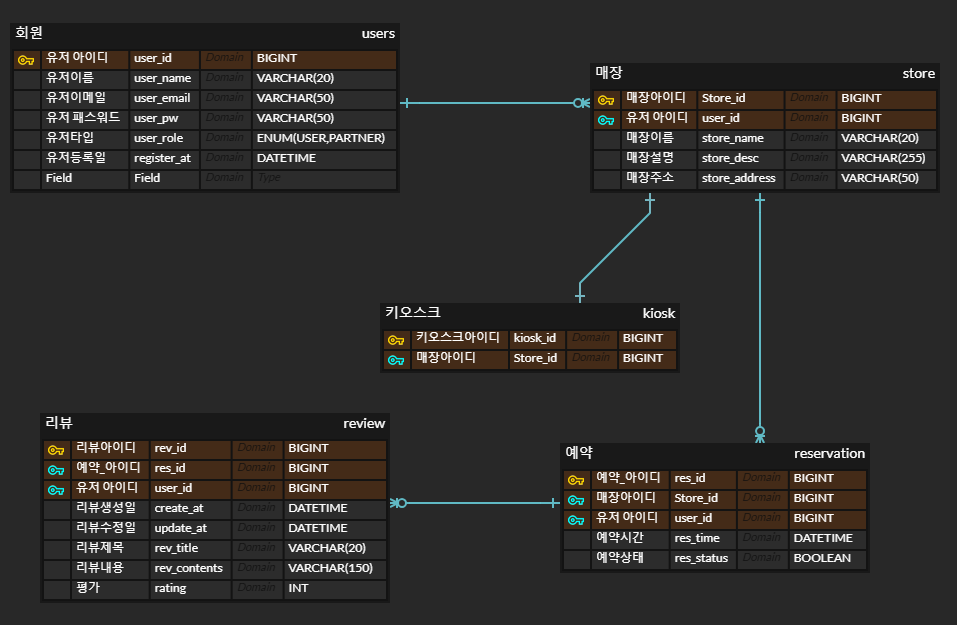 회원 users
유저 아이디 user_id Domain BIGINT
유저이름 user_name Domain VARCHAR(20)
유저이메일 user_email Domain VARCHAR(50)
유저 패스워드 user_pw Domain VARCHAR(50)
유저타입 user_role Domain ENUM(USER,PARTNER)
유저등록일 register_at Domain DATETIME
Field Field Domain Type
매장 store
매장아이디 Store_id Domain BIGINT
유저 아이디 user_id Domain BIGINT
매장이름 store_name Domain VARCHAR(20)
매장설명 store_desc Domain VARCHAR(255)
매장주소 store_address Domain VARCHAR(50)
키오스크 kiosk
키오스크아이디 kiosk_id Domain BIGINT
매장아이디 Store_id Domain BIGINT
리뷰 review
리뷰아이디 rev_id Domain BIGINT
예약_아이디 res_id Domain BIGINT
유저 아이디 user_id Domain BIGINT
리뷰생성일 create_at Domain DATETIME
리뷰수정일 update_at Domain DATETIME
리뷰제목 rev_title Domain VARCHAR(20)
리뷰내용 rev_contents Domain VARCHAR(150)
평가 rating Domain INT
예약 reservation
예약_아이디 res_id Domain BIGINT
매장아이디 Store_id Domain BIGINT
유저 아이디 user_id Domain BIGINT
예약시간 res_time Domain DATETIME
예약상태 res_status Domain BOOLEAN